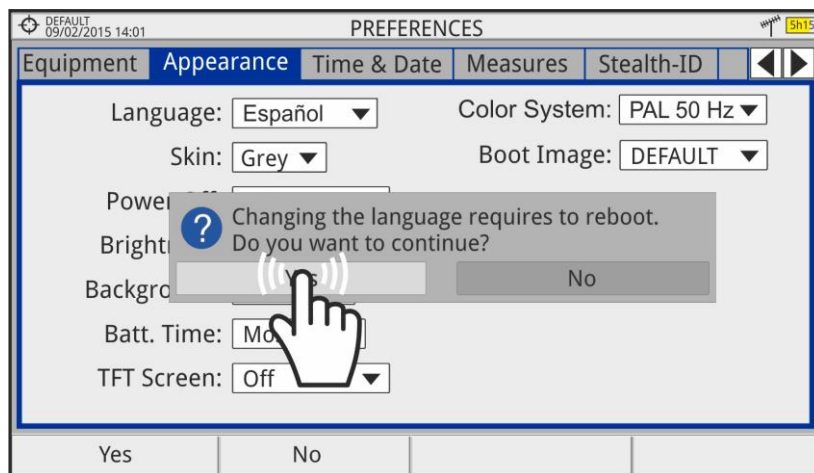 DEFAULT
09/02/2015 14:01
PREFERENCES
5h15
Equipment Appearance Time & Date Measures Stealth-ID
Language: Español
Color System: PAL 50 Hz
Skin: Grey
Boot Image: DEFAULT
Changing the language requires to reboot.
Do you want to continue?
Yes No
Batt. Time:
TFT Screen: Off
Yes No